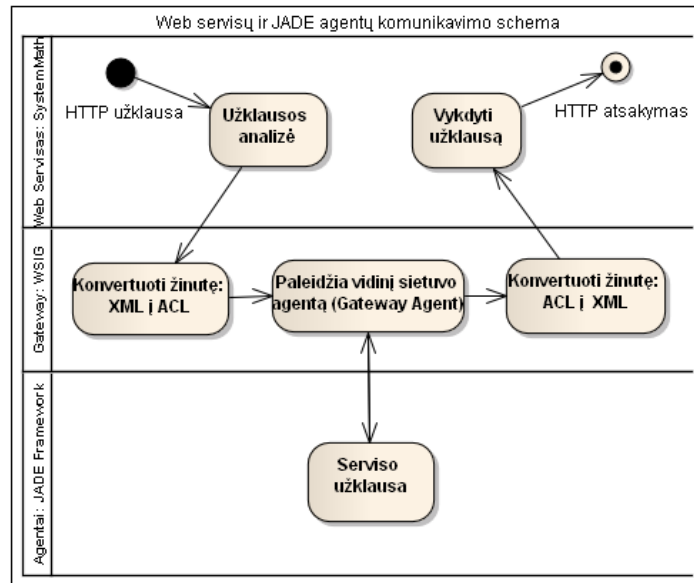 Web servisų ir JADE agentų komunikavimo schema
Web Servisas: SystemMath
HTTP užklausa
Užklausos
analizė
Vykdyti
užklausą
HTTP atsakymas
Gateway: WSIG
Konvertuoti žinutę:
XML į ACL
Paleidžia vidinį sietuvo
agentą (Gateway Agent)
Konvertuoti žinutę:
ACL į XML
Agentai: JADE Framework
Serviso
užklausa